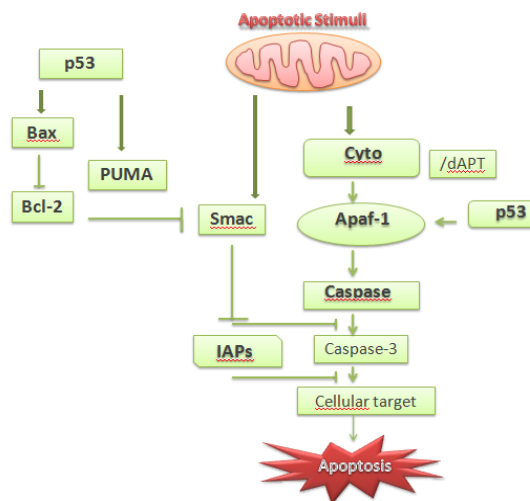 Apoptotic Stimuli
p53
Bax
PUMA
Bcl-2
Cyto
/dAPT
Smac
Apaf-1
p53
Caspase
IAPs
Caspase-3
Cellular target
Apoptosis